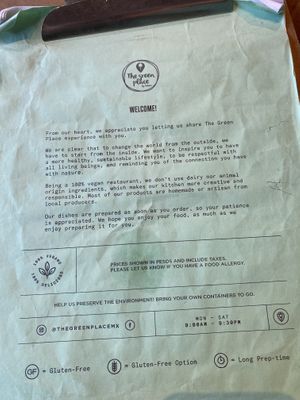 The green
place
WELCOME!
From our heart, we appreciate you letting us share The Green
Place experience with you.
We are clear that to change the world from the outside, we
have to start from the inside. We want to inspire you to have
a more healthy, sustainable lifestyle, to be respectful with
all living beings, and reminding you of the connection you have
with nature.
Being a 100% vegan restaurant, we don't use dairy nor animal
origin ingredients, which makes our kitchen more creative and
responsible. Most of our products are homemade or artisan from
local producers.
Our dishes are prepared as soon as you order, so your patience
is appreciated. We hope you enjoy your food, as much as we
enjoy preparing it for you.
100% VEGAN
100% DELICIOUS
PRICES SHOWN IN PESOS AND INCLUDE TAXES.
PLEASE LET US KNOW IF YOU HAVE A FOOD ALLERGY.
HELP US PRESERVE THE ENVIRONMENT! BRING YOUR OWN CONTAINERS TO GO.
@THEGREENPLACEMX
MON - SAT
9:00AM - 9:30PM
GF = Gluten-Free
= Gluten-Free Option
= Long Prep-time